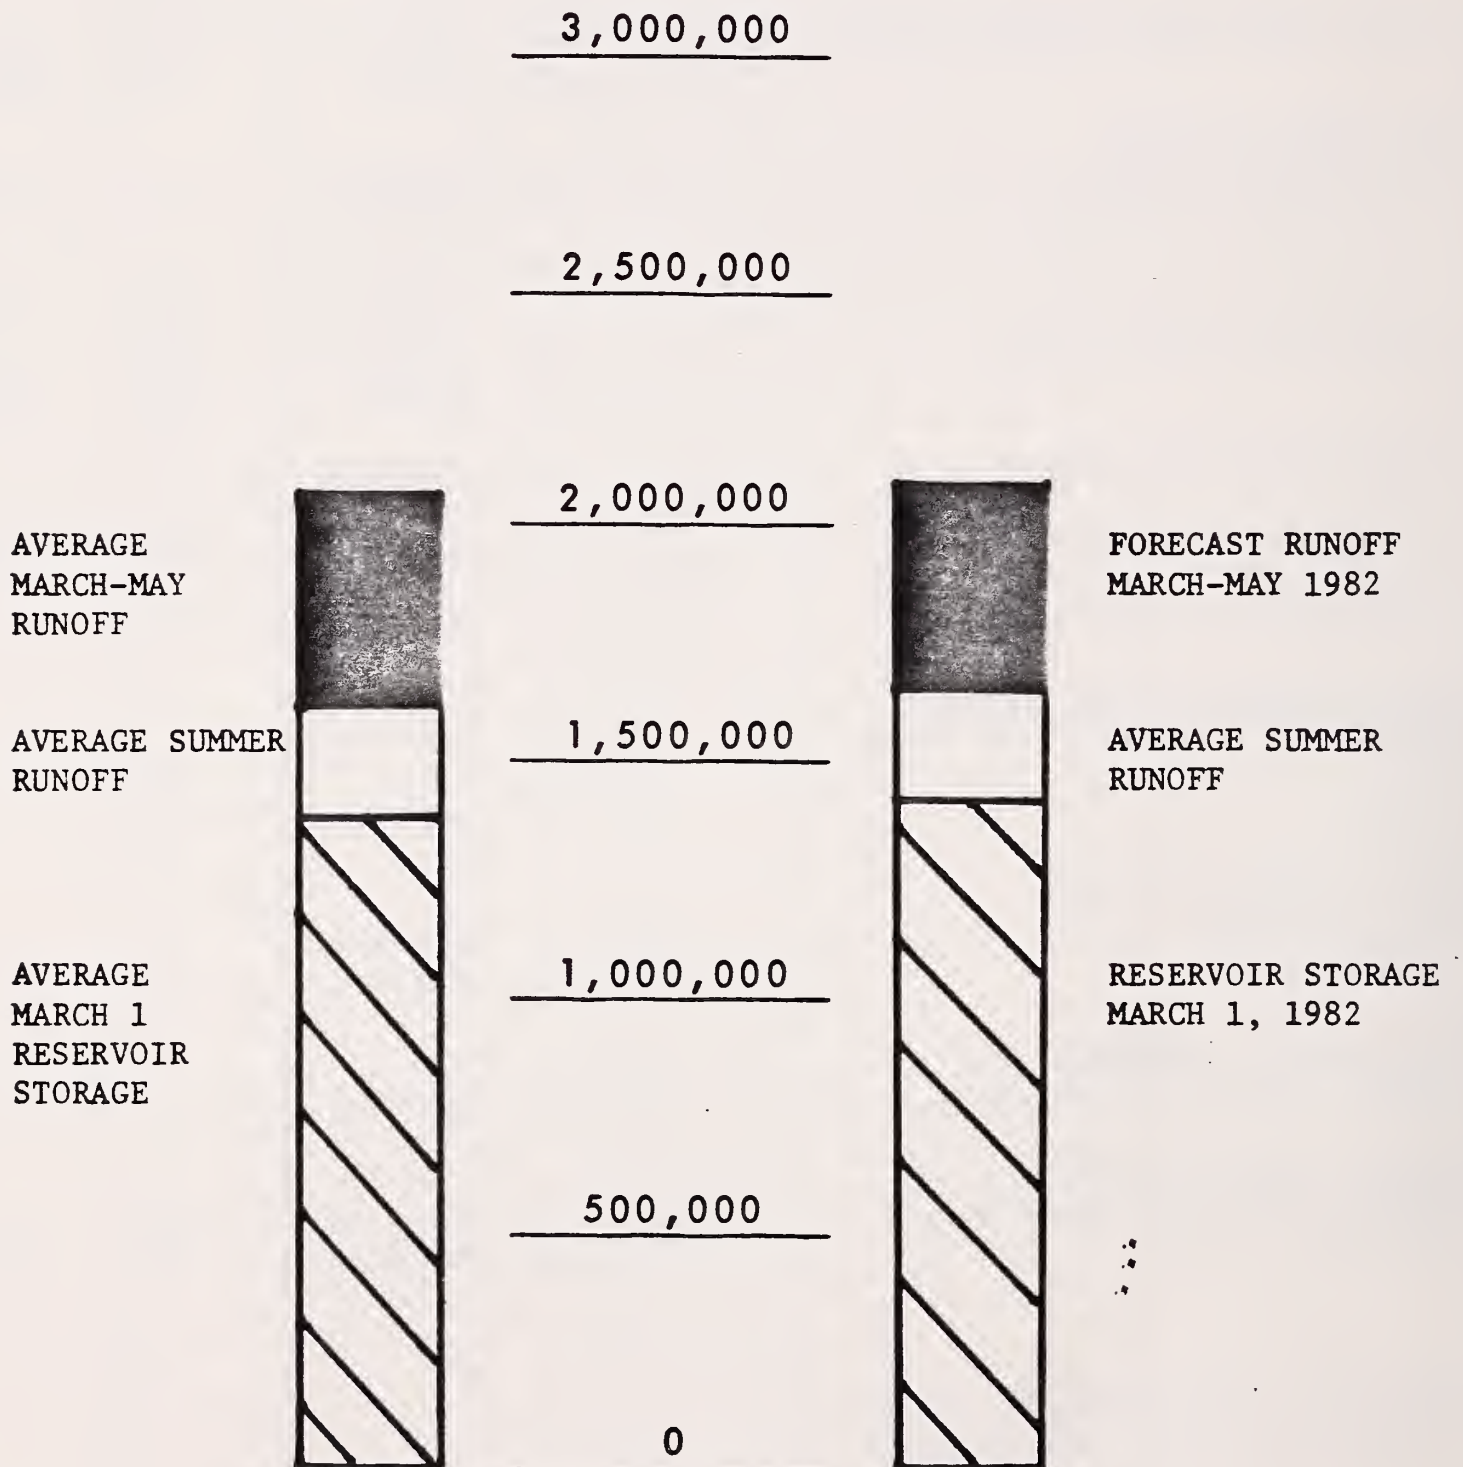 3,000,000
2,500,000
2,000,000
AVERAGE
MARCH-MAY
RUNOFF
FORECAST RUNOFF
MARCH-MAY 1982
1,500,000
AVERAGE SUMMER
RUNOFF
AVERAGE SUMMER
RUNOFF
1,000,000
AVERAGE
MARCH 1
RESERVOIR
STORAGE
RESERVOIR STORAGE
MARCH 1, 1982
500,000
0